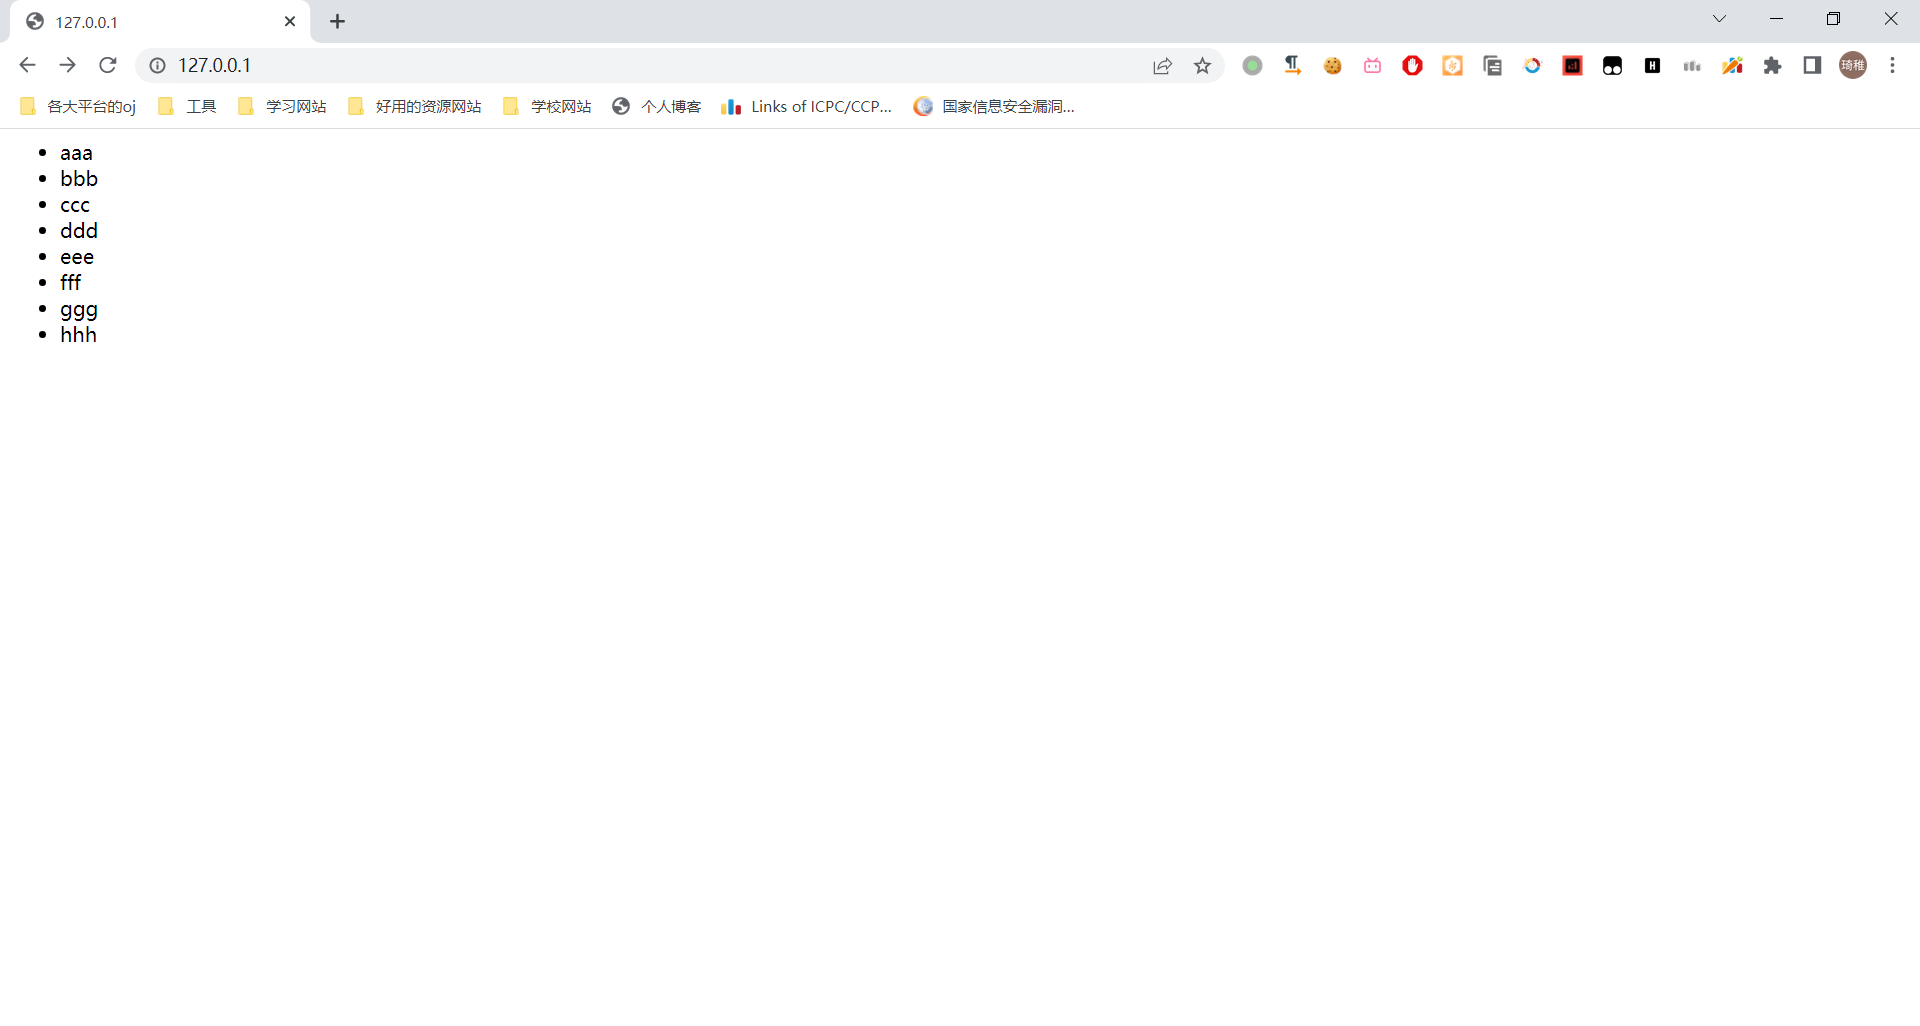 127.0.0.1
127.0.0.1
琦稚
各大平台的oj 工具 学习网站 好用的资源网站 学校网站 个人博客 Links of ICPC/CCP... 国家信息安全漏洞...
aaa
bbb
ccc
ddd
eee
fff
ggg
hhh